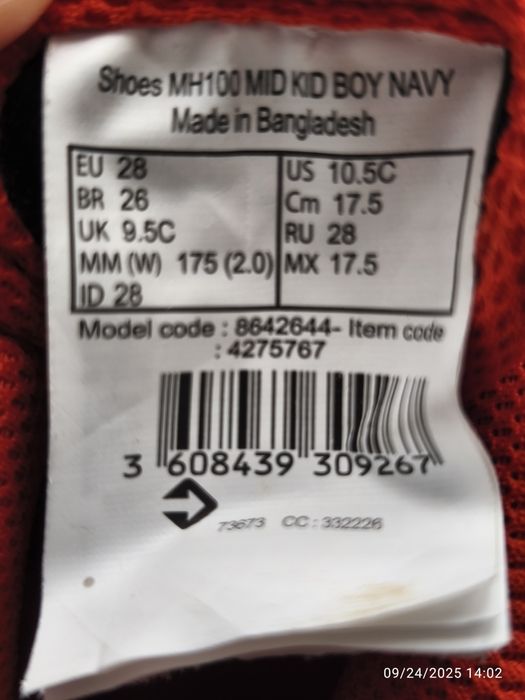 Shoes MH100 MID KID BOY NAVY
Made in Bangladesh
EU 28
BR 26
UK 9.5C
MM (W) 175 (2.0)
ID 28
US 10.5C
Cm 17.5
RU 28
MX 17.5
Model code : 8642644- Item code
: 4275767
3 608439 309267
73673 CC : 332226
09/24/2025 14:02